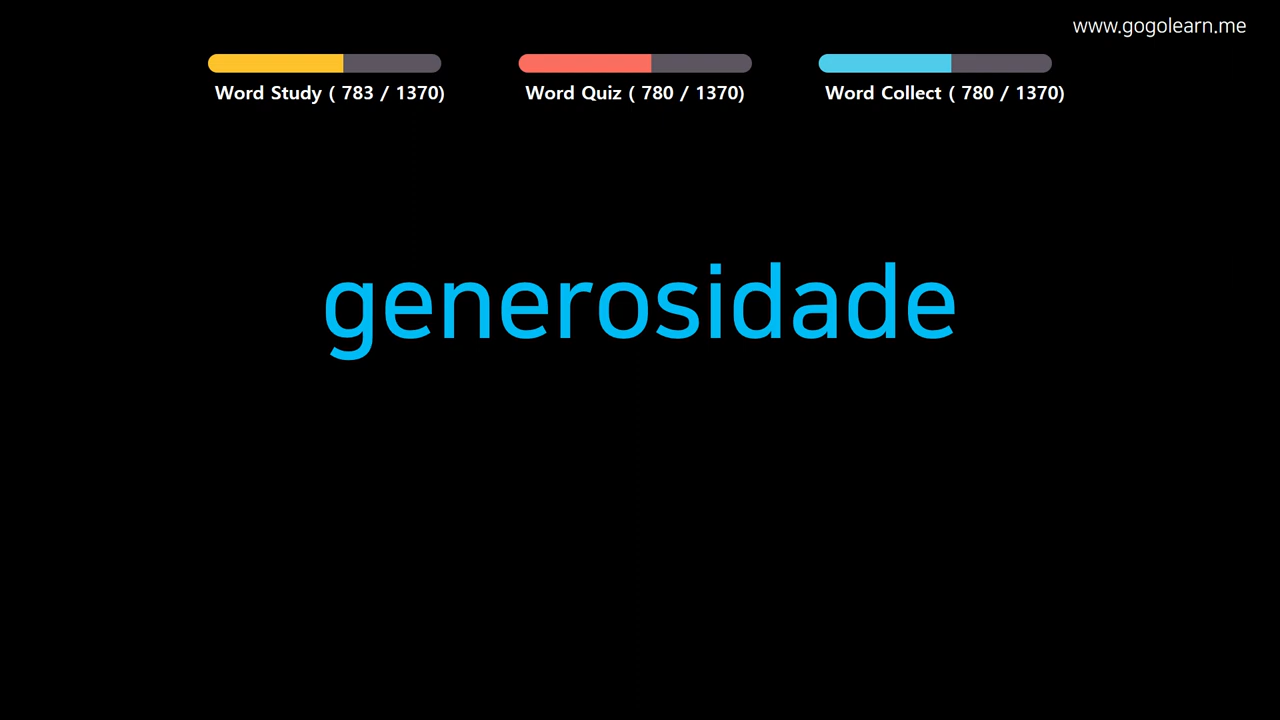 www.gogolearn.me
Word Study ( 783 / 1370)
Word Quiz ( 780 / 1370)
Word Collect ( 780 / 1370)
generosidade